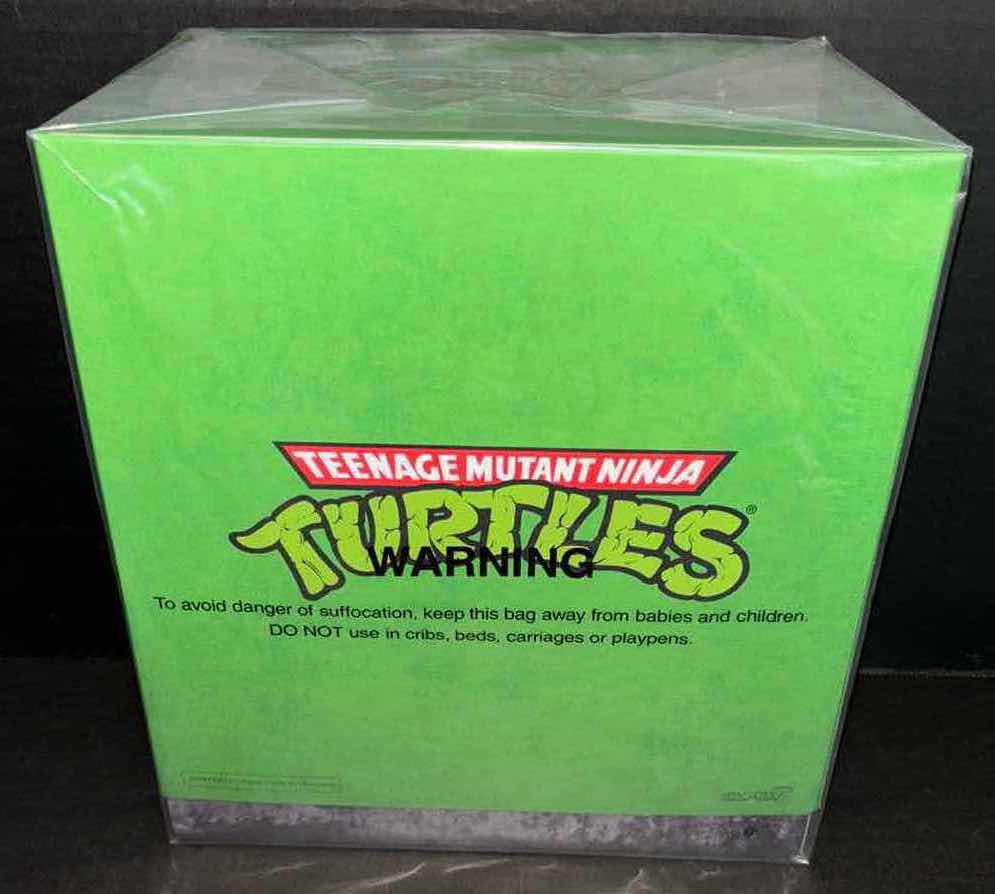 TEENAGE MUTANT NINJA
TURTLES®
WARNING
To avoid danger of suffocation, keep this bag away from babies and children.
DO NOT use in cribs, beds, carriages or playpens.